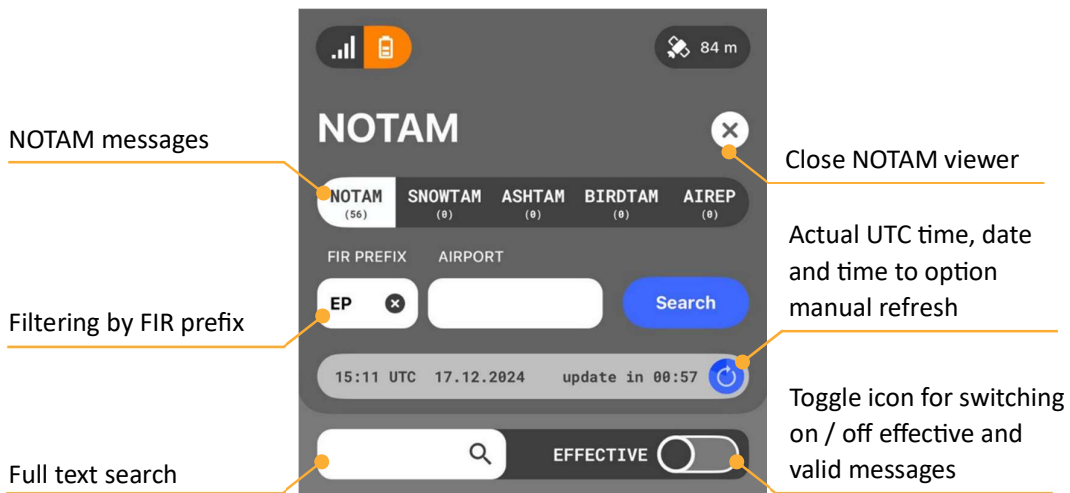 84 m
NOTAM
NOTAM messages
Close NOTAM viewer
NOTAM SNOWTAM ASHTAM BIRDTAM AIREP
(56) (0) (0) (0) (0)
Actual UTC time, date
and time to option
manual refresh
FIR PREFIX AIRPORT
EP Search
Filtering by FIR prefix
15:11 UTC 17.12.2024 update in 00:57
Toggle icon for switching
on / off effective and
valid messages
EFFECTIVE
Full text search